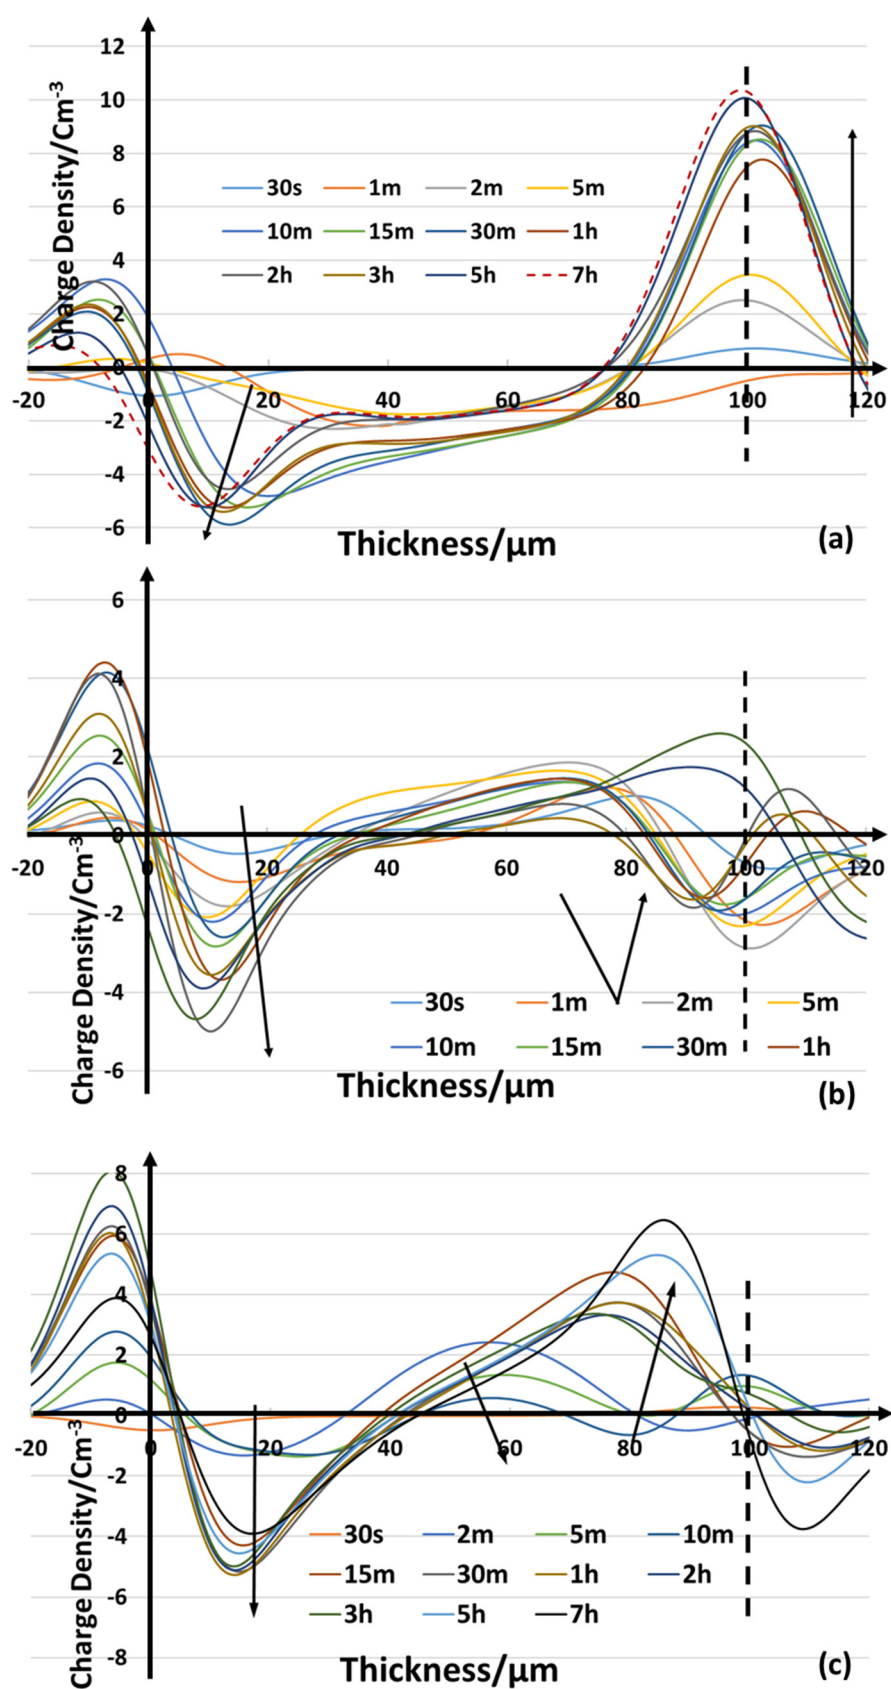 Charge Density/Cm-3
12
10
8
6
4
2
0
-2
-4
-6
-20 0 20 40 60 80 100 120
30s 1m 2m 5m
10m 15m 30m 1h
2h 3h 5h 7h
Thickness/μm
(a)
Charge Density/Cm-3
6
4
2
0
-2
-4
-6
-20 0 20 40 60 80 100 120
30s 1m 2m 5m
10m 15m 30m 1h
Thickness/μm
(b)
Charge Density/Cm-3
8
6
4
2
0
-2
-4
-6
-8
-20 0 20 40 60 80 100 120
30s 2m 5m 10m
15m 30m 1h 2h
3h 5h 7h
Thickness/μm
(c)